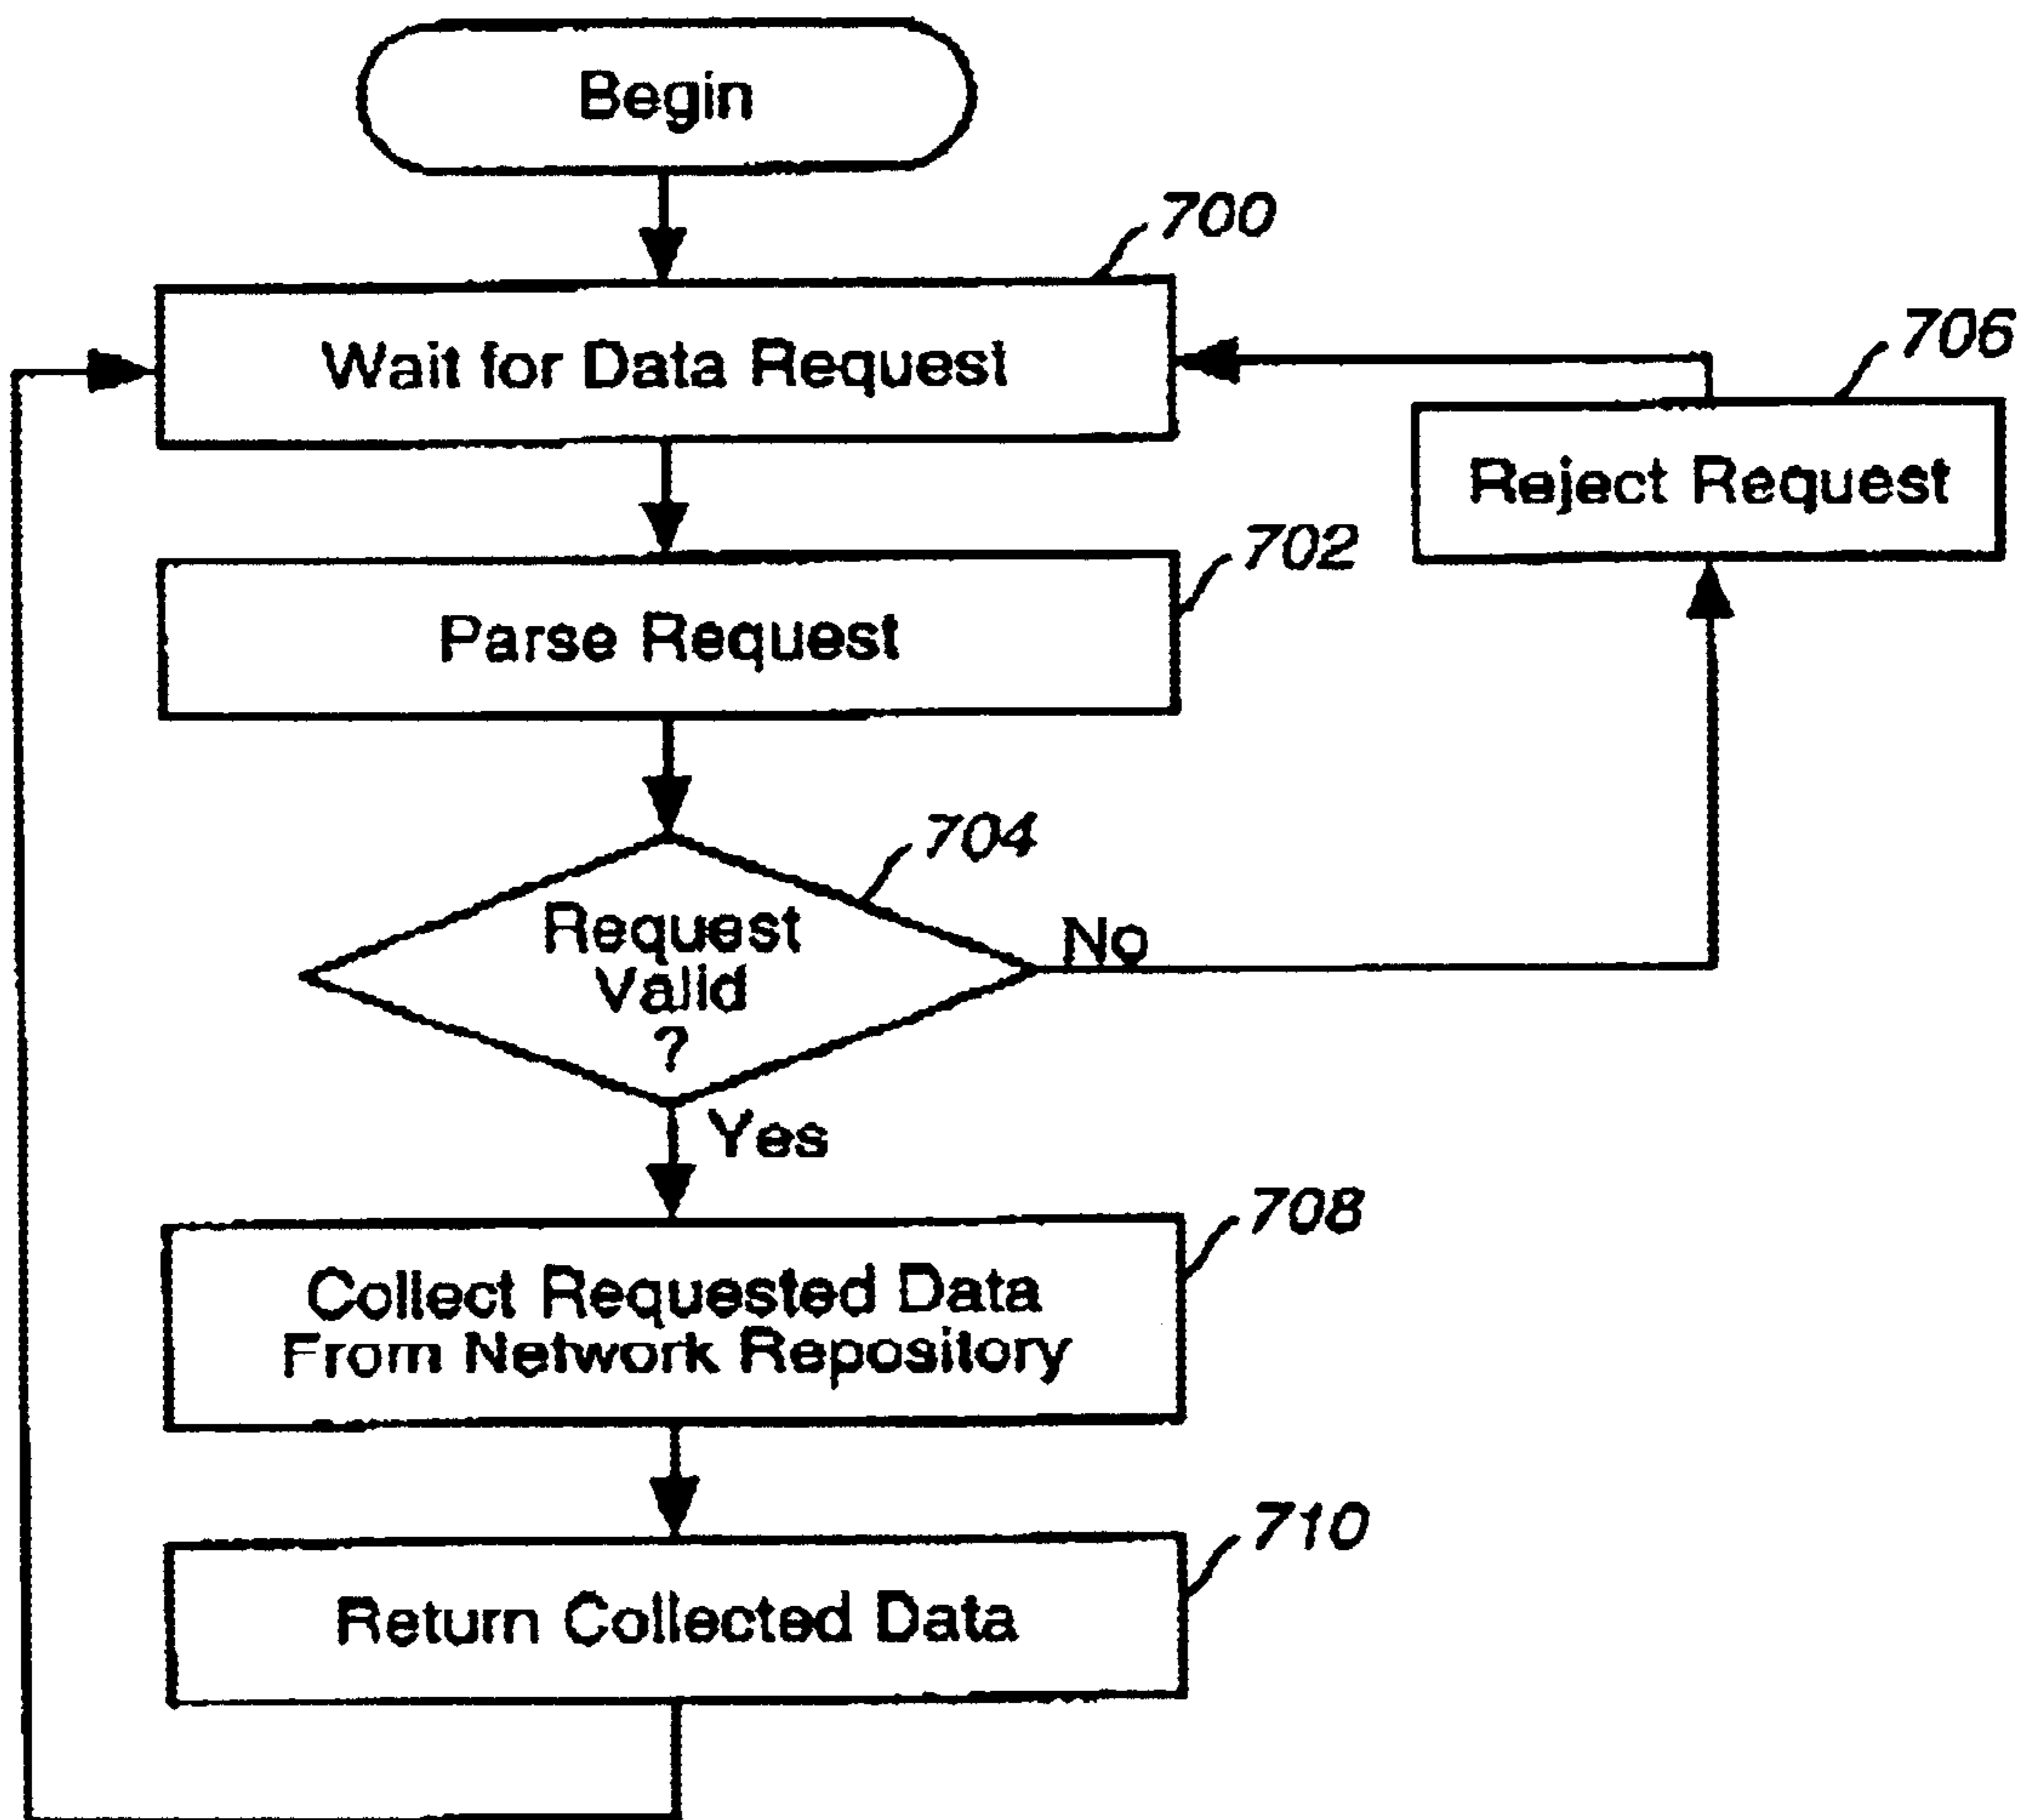 Begin
700
Wait for Data Request
706
Reject Request
702
Parse Request
704
Request
Valid
?
No
Yes
708
Collect Requested Data
From Network Repository
710
Return Collected Data